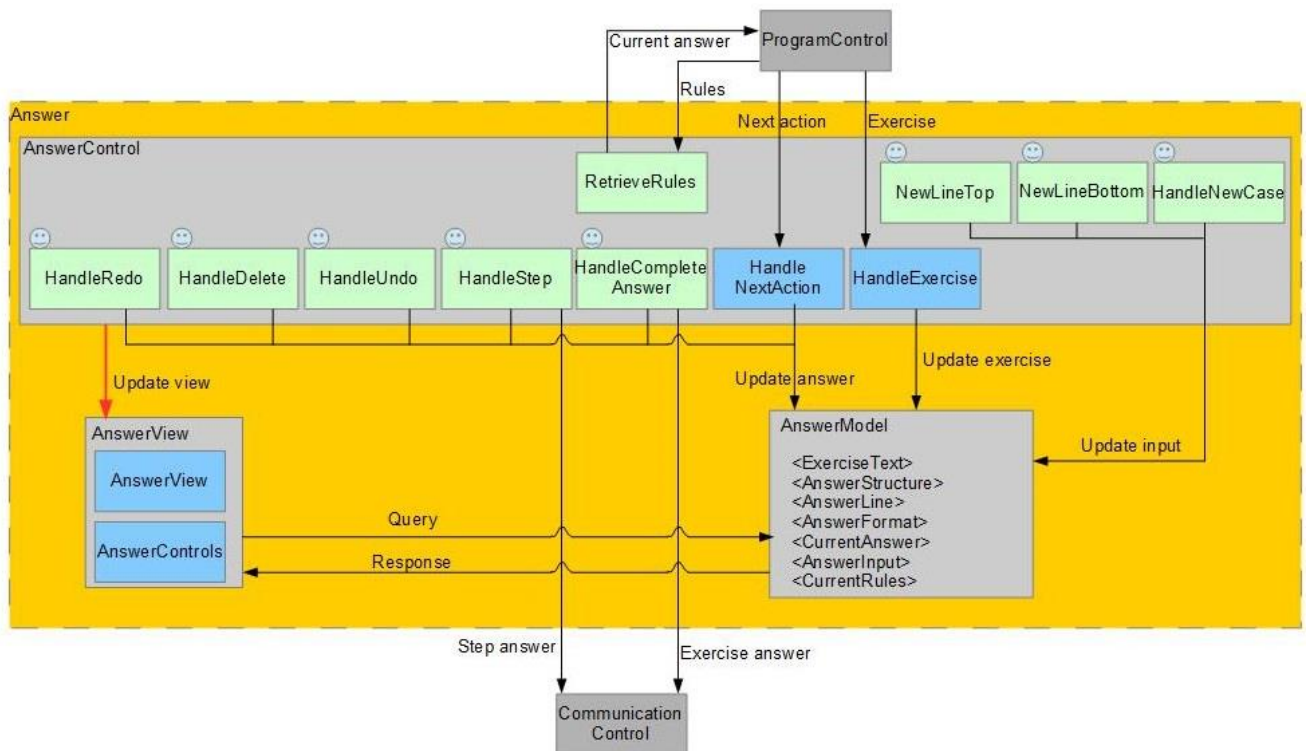 Current answer
ProgramControl
Rules
Answer
Next action
Exercise
AnswerControl
RetrieveRules
NewLineTop
NewLineBottom
HandleNewCase
HandleRedo
HandleDelete
HandleUndo
HandleStep
HandleComplete
Answer
Handle
NextAction
HandleExercise
Update view
Update answer
Update exercise
Update input
AnswerView
AnswerView
AnswerControls
AnswerModel
<ExerciseText>
<AnswerStructure>
<AnswerLine>
<AnswerFormat>
<CurrentAnswer>
<AnswerInput>
<CurrentRules>
Query
Response
Step answer
Exercise answer
Communication
Control